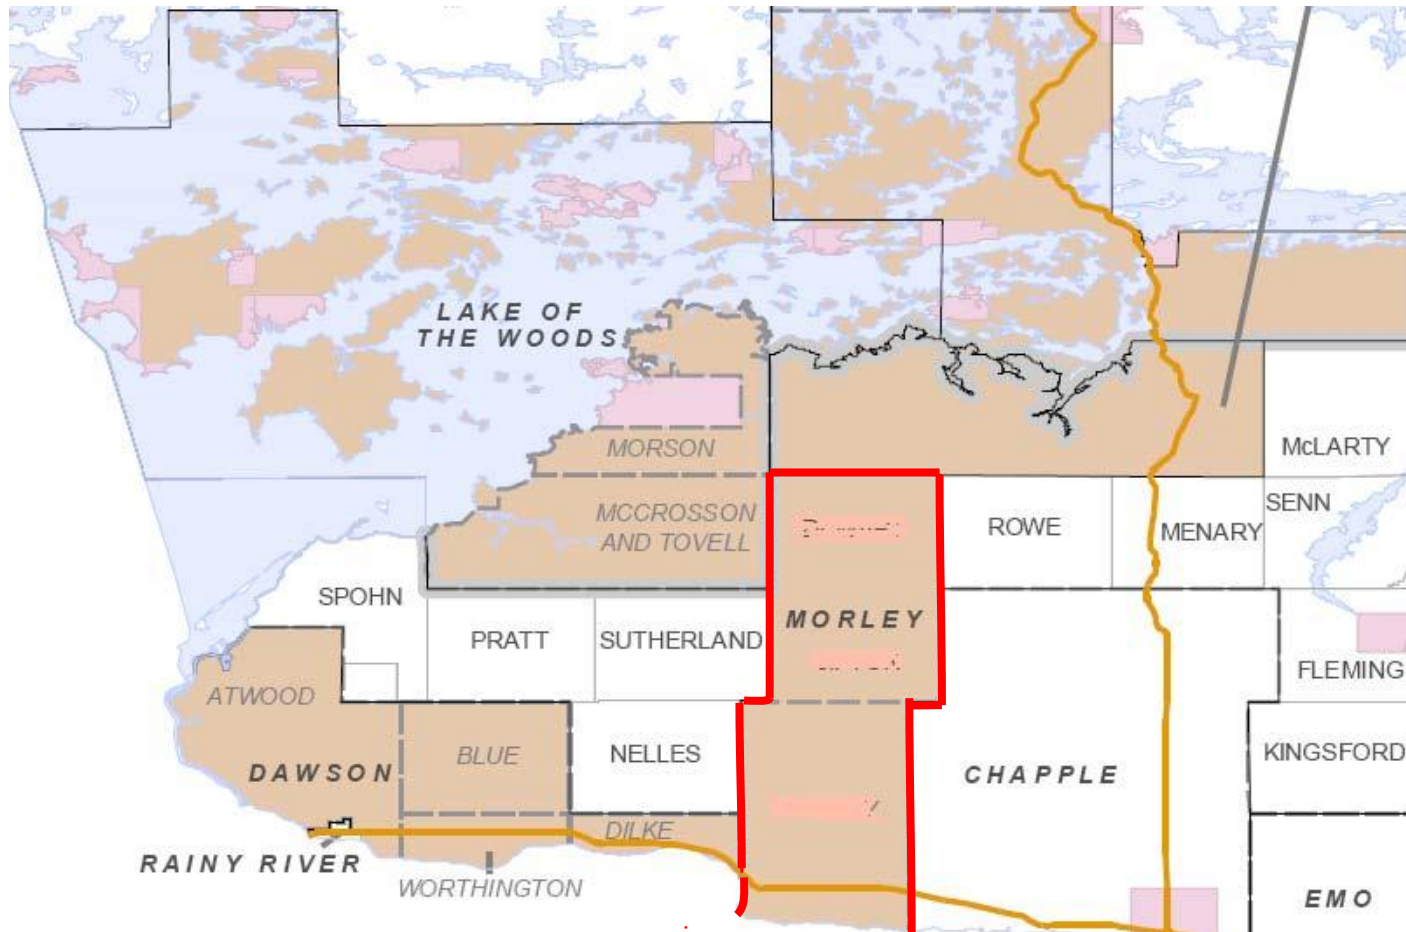 LAKE OF
THE WOODS
MORSON
McLARTY
MCCROSSON
AND TOVELL
ROWE
MENARY
SENN
SPOHN
PRATT
SUTHERLAND
MORLEY
FLEMING
ATWOOD
BLUE
NELLES
DAWSON
CHAPPLE
KINGSFORD
DILKE
RAINY RIVER
WORTHINGTON
EMO